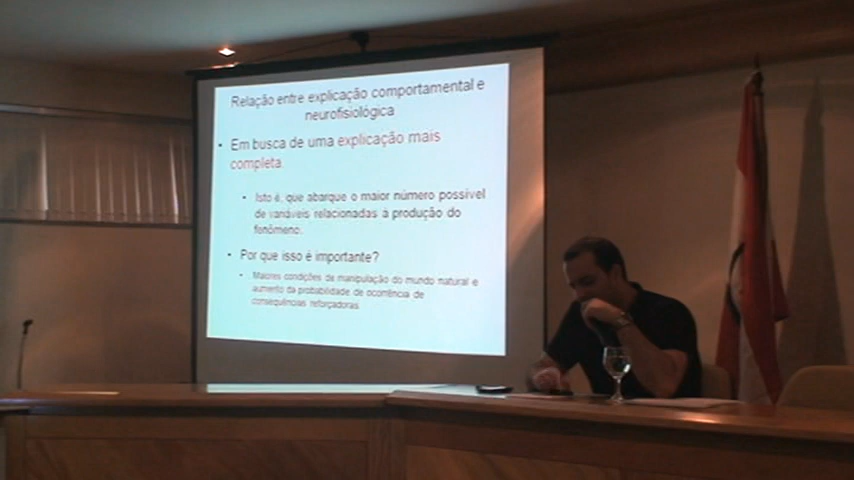 Relação entre explicação comportamental e
neurofisiológica
• Em busca de uma explicação mais
completa
• Isto é, que abarque o maior número possível
de variáveis relacionadas à produção do
fenômeno.
• Por que isso é importante?
• Maiores condições de manipulação do mundo natural e
aumento da probabilidade de ocorrência de
consequências reforçadoras